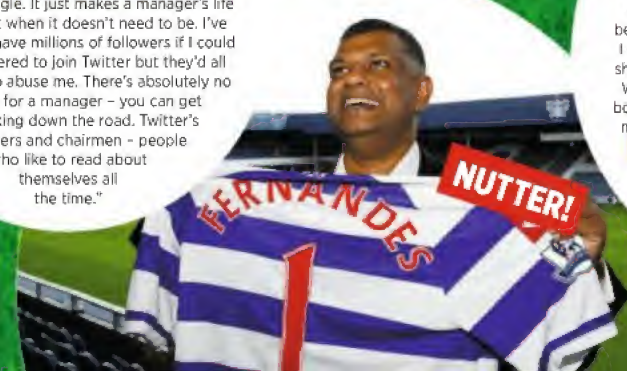 gle. It just makes a manager's life
when it doesn't need to be. I've
have millions of followers if I could
ered to join Twitter but they'd all
abuse me. There's absolutely no
for a manager – you can get
king down the road. Twitter's
ers and chairmen – people
ho like to read about
themselves all
the time."
NUTTER!
FERNANDES
1
be
I
sh
W
bo
m